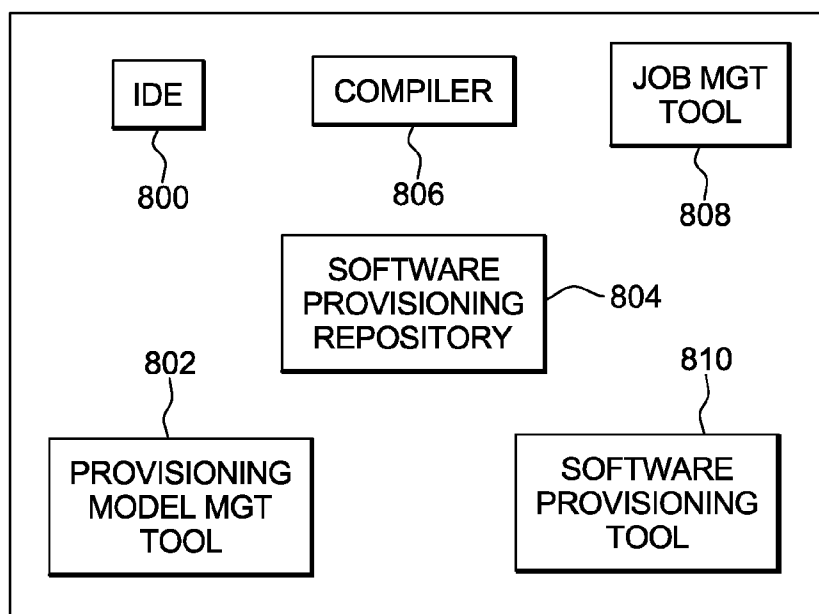 IDE
800
COMPILER
806
JOB MGT
TOOL
808
SOFTWARE
PROVISIONING
REPOSITORY
804
802
PROVISIONING
MODEL MGT
TOOL
810
SOFTWARE
PROVISIONING
TOOL